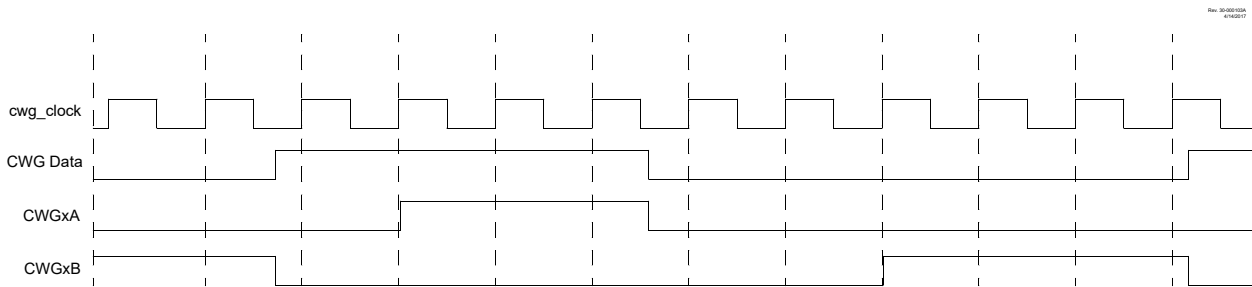 Rev. 30-000103A
4/14/2017
cwg_clock
CWG Data
CWGxA
CWGxB